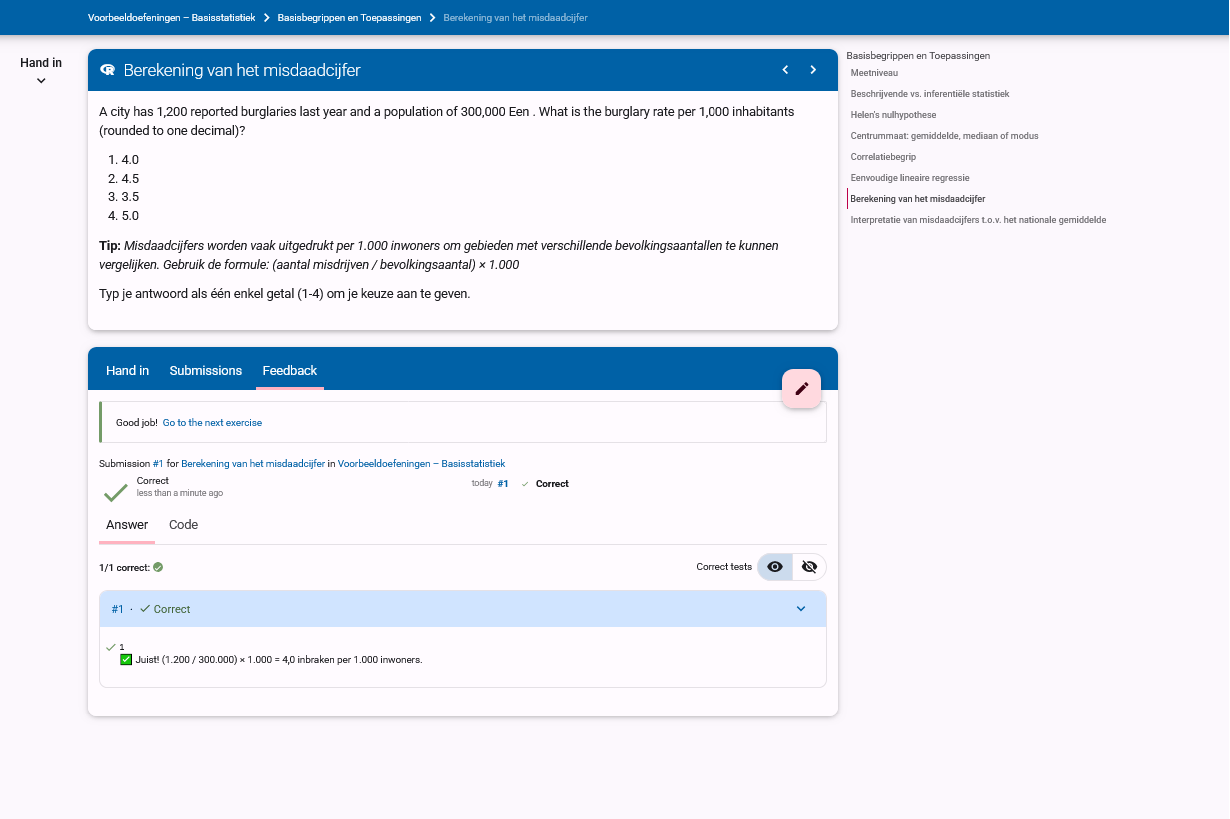 Voorbeeldoefeningen – Basisstatistiek > Basisbegrippen en Toepassingen > Berekening van het misdaadcijfer
Hand in
Berekening van het misdaadcijfer
A city has 1,200 reported burglaries last year and a population of 300,000 Een . What is the burglary rate per 1,000 inhabitants
(rounded to one decimal)?
1. 4.0
2. 4.5
3. 3.5
4. 5.0
Tip: Misdaadcijfers worden vaak uitgedrukt per 1.000 inwoners om gebieden met verschillende bevolkingsaantallen te kunnen
vergelijken. Gebruik de formule: (aantal misdrijven / bevolkingsaantal) × 1.000
Typ je antwoord als één enkel getal (1-4) om je keuze aan te geven.
Basisbegrippen en Toepassingen
Meetniveau
Beschrijvende vs. inferentiële statistiek
Helen's nulhypothese
Centrummaat: gemiddelde, mediaan of modus
Correlatiebegrip
Eenvoudige lineaire regressie
Berekening van het misdaadcijfer
Interpretatie van misdaadcijfers t.o.v. het nationale gemiddelde
Hand in Submissions Feedback
Good job! Go to the next exercise
Submission #1 for Berekening van het misdaadcijfer in Voorbeeldoefeningen – Basisstatistiek
Correct
less than a minute ago
today #1 ✓ Correct
Answer Code
1/1 correct:
Correct tests
#1 · ✓ Correct
✓ 1
✅ Juist! (1.200 / 300.000) × 1.000 = 4,0 inbraken per 1.000 inwoners.